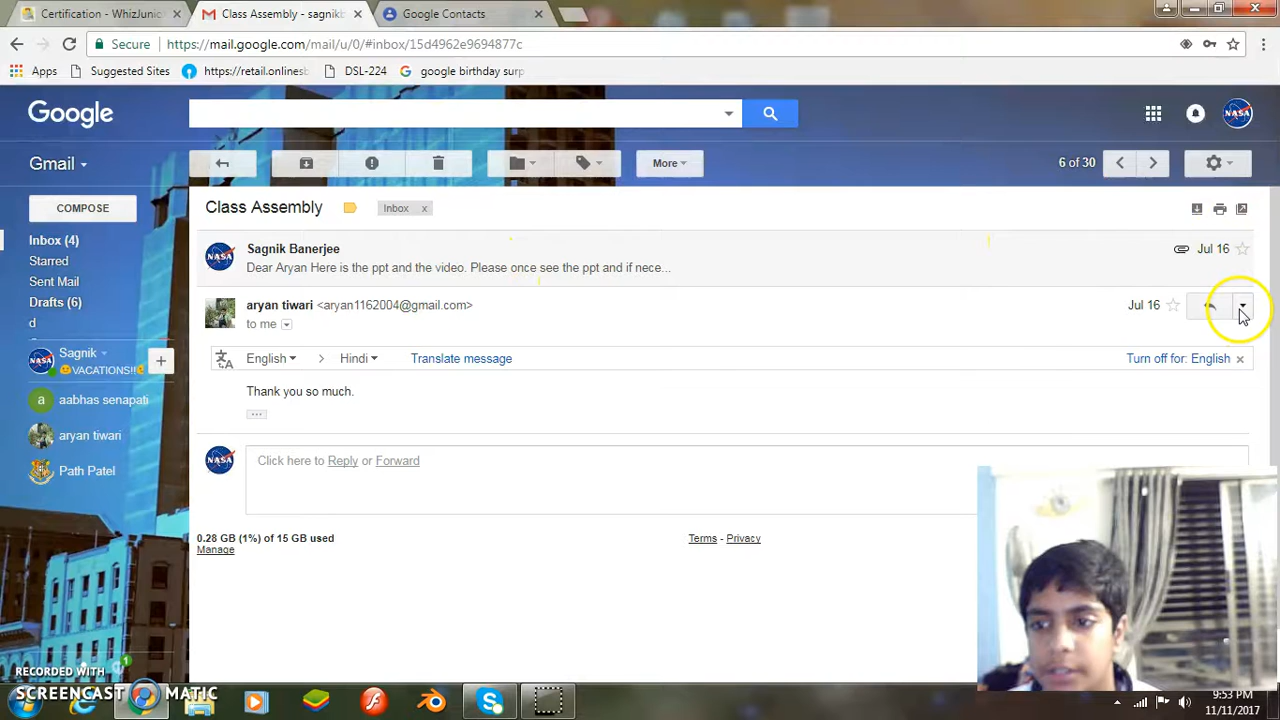 Certification - WhizJunio
Class Assembly - sagnikb
Google Contacts
Secure
https://mail.google.com/mail/u/0/#inbox/15d4962e9694877c
Apps
Suggested Sites
https://retail.onlinesb
DSL-224
google birthday surp
Google
NASA
Gmail
More
6 of 30
COMPOSE
Class Assembly
Inbox x
Inbox (4)
Starred
Sent Mail
Drafts (6)
d
Sagnik
VACATIONS!!
aabhas senapati
aryan tiwari
Path Patel
NASA
Sagnik Banerjee
Jul 16
Dear Aryan Here is the ppt and the video. Please once see the ppt and if nece...
aryan tiwari <aryan1162004@gmail.com>
Jul 16
to me
English
Hindi
Translate message
Turn off for: English
Thank you so much.
...
NASA
Click here to Reply or Forward
0.28 GB (1%) of 15 GB used
Manage
Terms - Privacy
RECORDED WITH
SCREENCAST MATIC
1
9:53 PM
11/11/2017